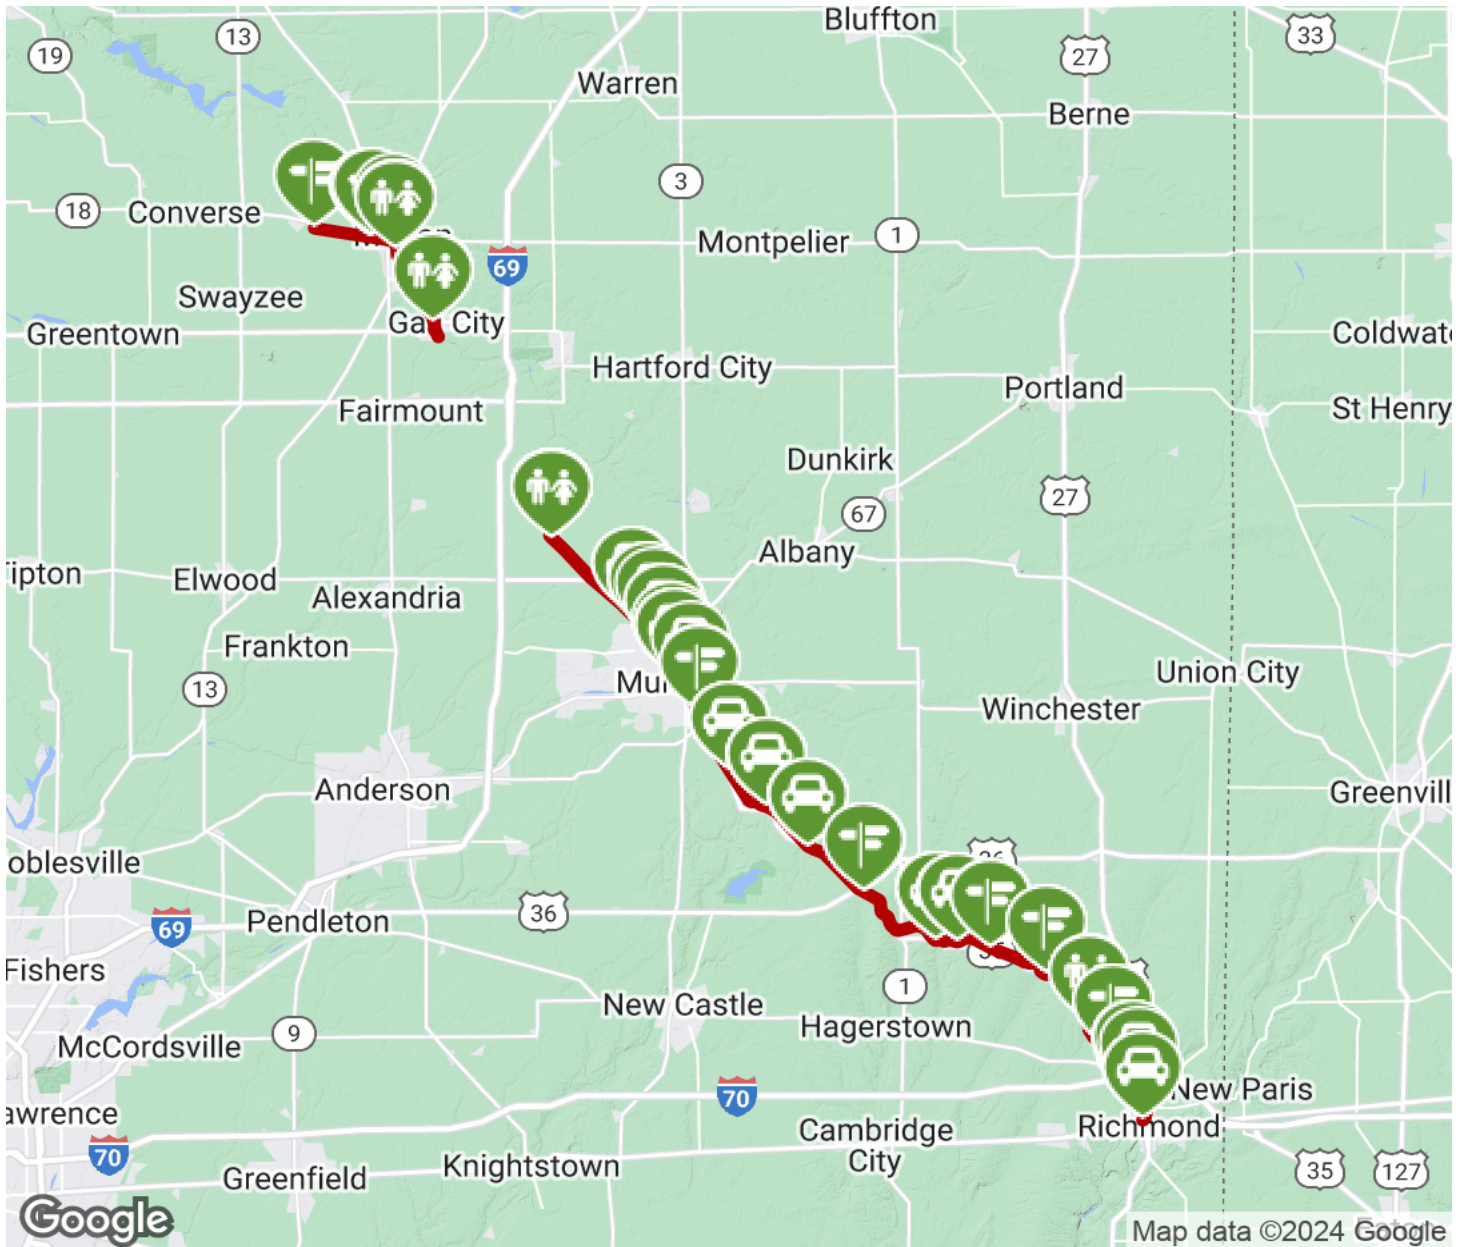 Bluffton
13
33
19
27
Warren
Berne
3
18
Converse
1
Montpelier
69
Swayzee
Greentown
City
Coldwat
Hartford City
Portland
Fairmount
St Henry
Dunkirk
27
67
Albany
Tipton
Elwood
Alexandria
Frankton
Union City
13
Winchester
Anderson
Greenvill
oblesville
36
Pendleton
69
Fishers
1
New Castle
Hagerstown
9
McCordsville
70
New Paris
awrence
Richmond
Cambridge
City
70
Knightstown
Greenfield
35
127
Google
Map data ©2024 Google